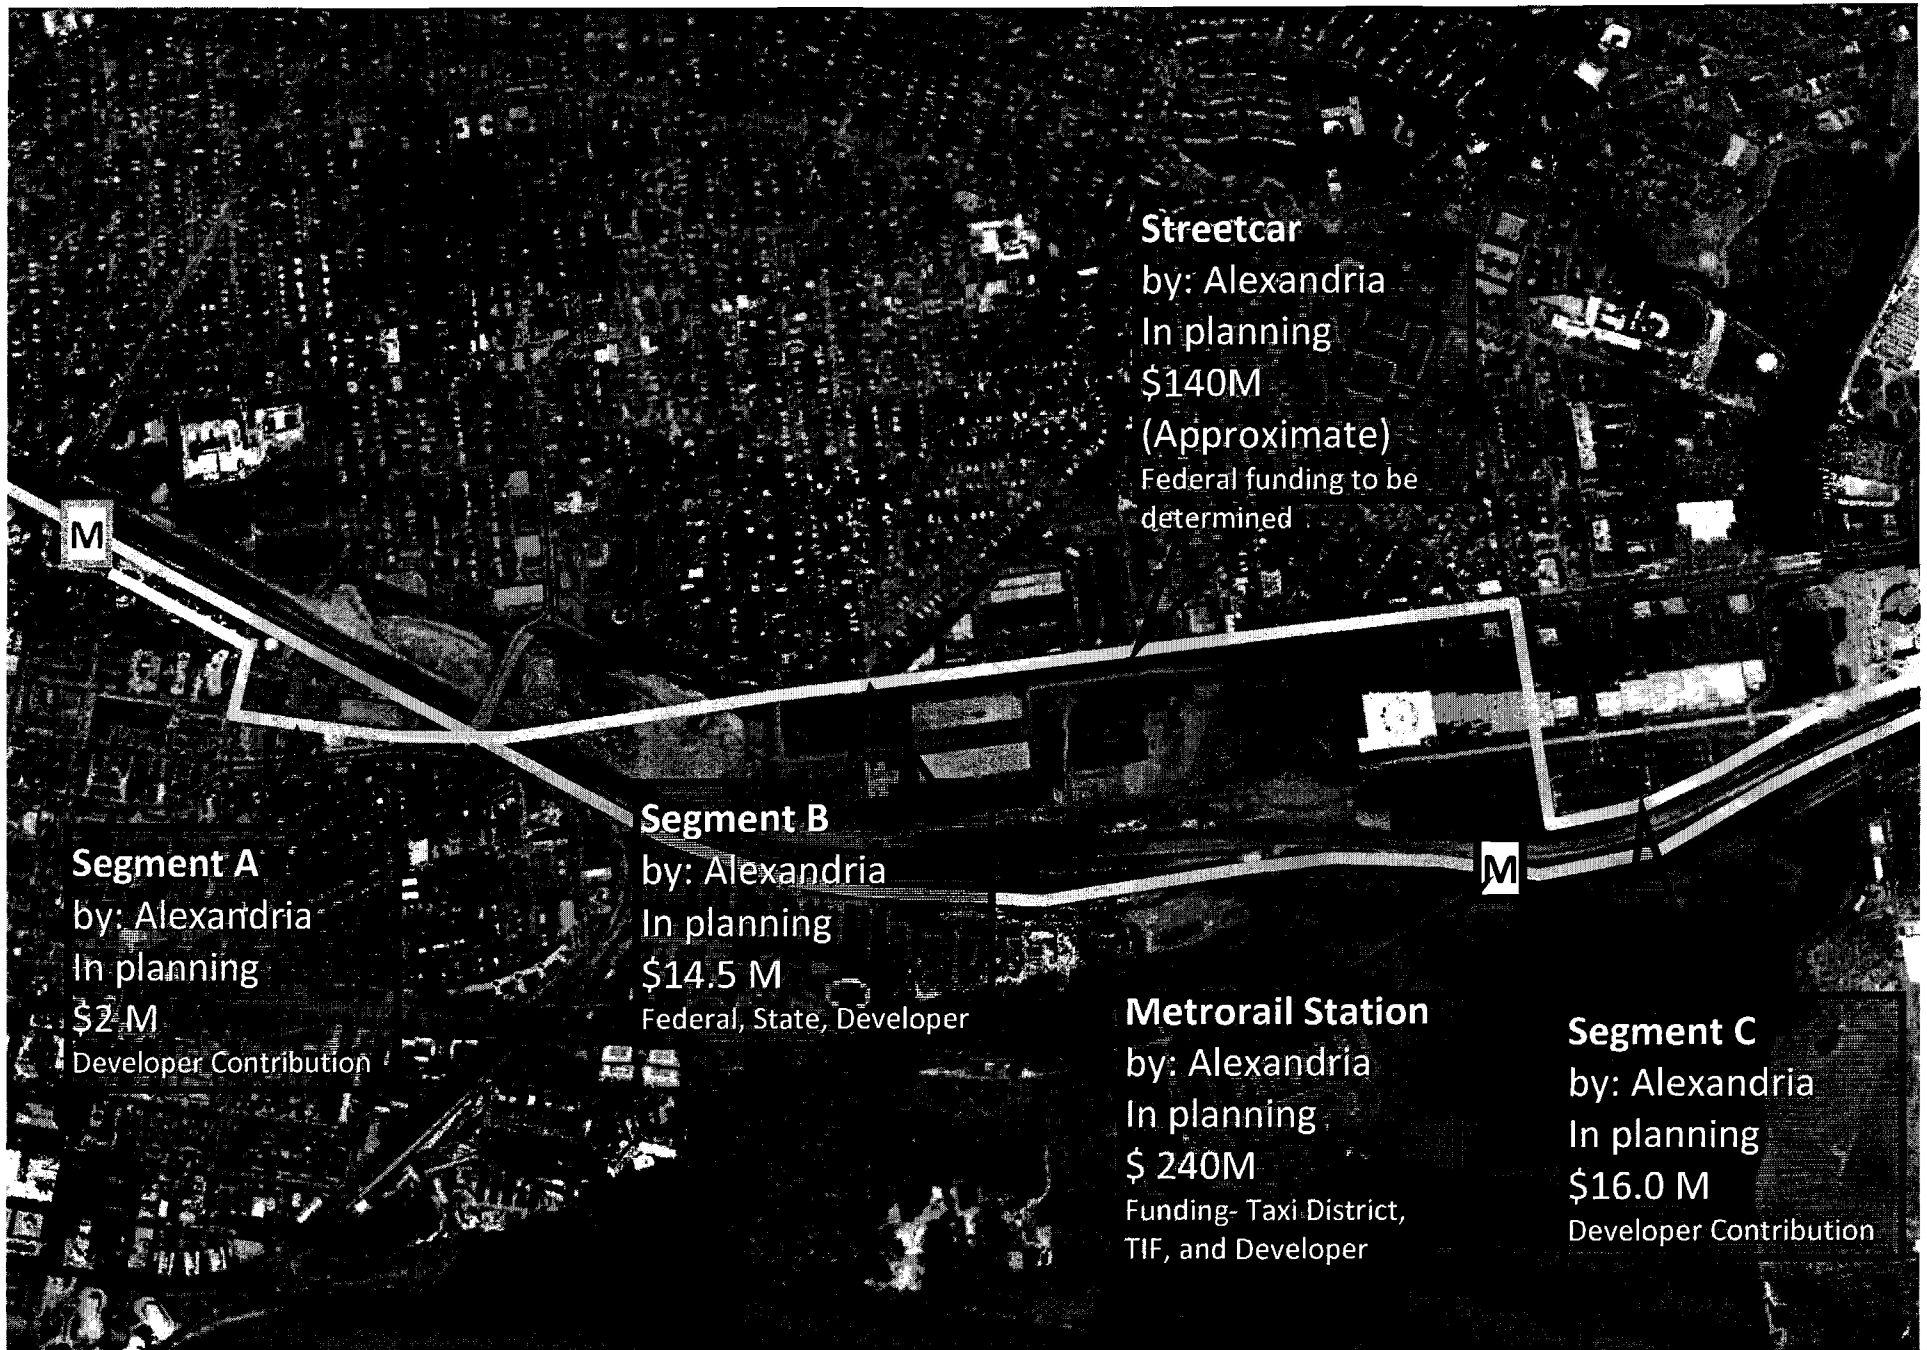 Streetcar
by: Alexandria
In planning
$140M
(Approximate)
Federal funding to be
determined
M
Segment B
by: Alexandria
In planning
$14.5 M
Federal, State, Developer
Segment A
by: Alexandria
In planning
$2 M
Developer Contribution
M
Metrorail Station
by: Alexandria
In planning
$ 240M
Funding- Taxi District,
TIF, and Developer
Segment C
by: Alexandria
In planning
$16.0 M
Developer Contribution